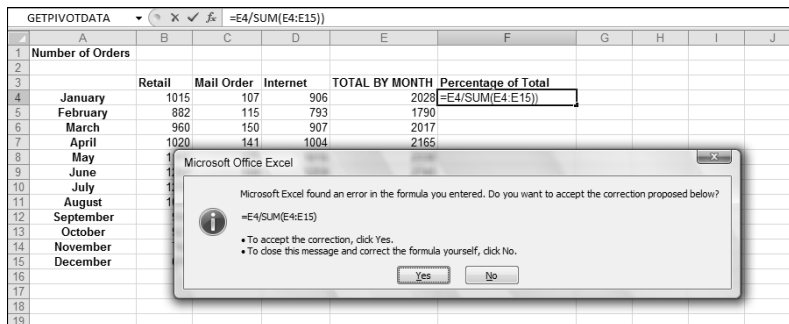 GETPIVOTDATA fx =E4/SUM(E4:E15))
A B C D E F G H I J
1 Number of Orders
2
3 Retail Mail Order Internet TOTAL BY MONTH Percentage of Total
4 January 1015 107 906 2028 =E4/SUM(E4:E15))
5 February 882 115 793 1790
6 March 960 150 907 2017
7 April 1020 141 1004 2165
8 May
9 June
10 July
11 August
12 September
13 October
14 November
15 December
16
17
18
19
Microsoft Office Excel
Microsoft Excel found an error in the formula you entered. Do you want to accept the correction proposed below?
=E4/SUM(E4:E15)
• To accept the correction, click Yes.
• To close this message and correct the formula yourself, click No.
Yes No